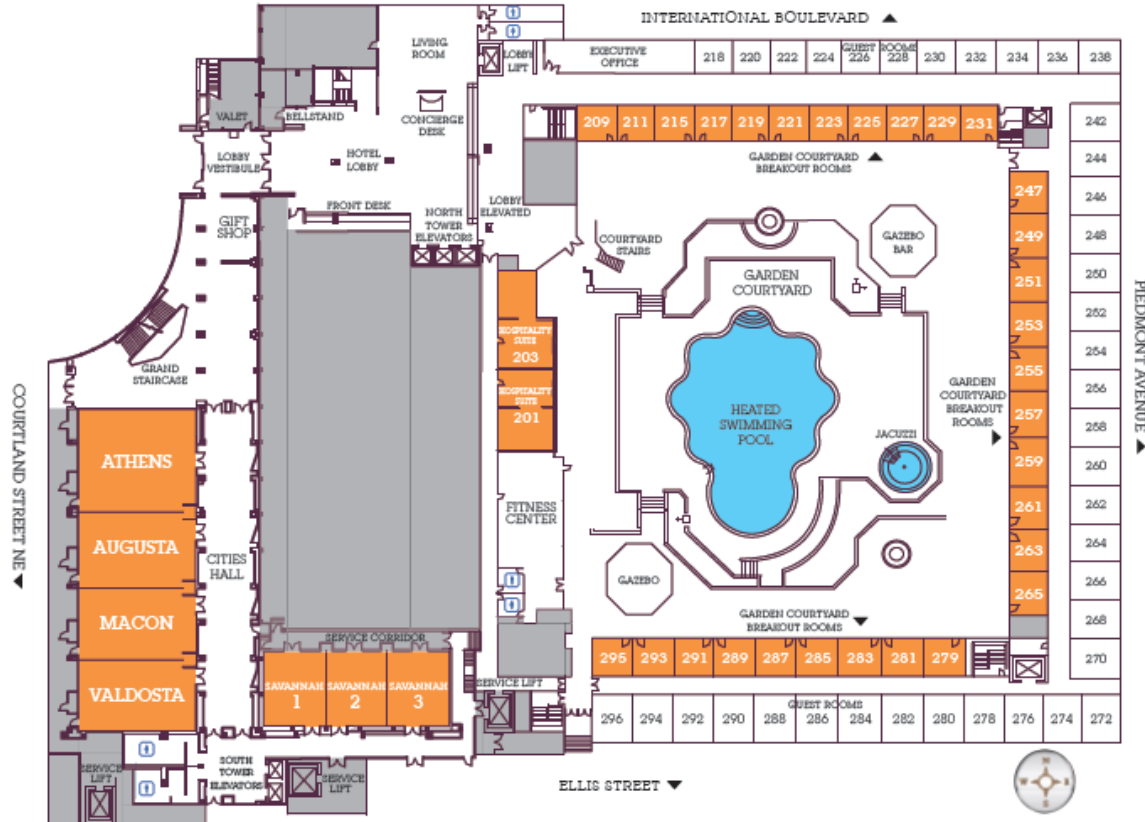 INTERNATIONAL BOULEVARD
LIVING
ROOM
LOBBY
LIFT
EXECUTIVE
OFFICE
GUEST ROOMS
218 220 222 224 226 228 230 232 234 236 238
VALET
BELLSTAND
CONCIERGE
DESK
209 211 215 217 219 221 223 225 227 229 231
242
LOBBY
VESTIBULE
HOTEL
LOBBY
GARDEN COURTYARD
BREAKOUT ROOMS
244
247
246
GIFT
SHOP
FRONT DESK
NORTH
TOWER
ELEVATORS
LOBBY
ELEVATED
COURTYARD
STAIRS
GAZEBO
BAR
249
248
GARDEN
COURTYARD
251
260
252
253
HOSPITALITY
SUITE
203
GRAND
STAIRCASE
254
255
256
HOSPITALITY
SUITE
201
HEATED
SWIMMING
POOL
GARDEN
COURTYARD
BREAKOUT
ROOMS
257
258
PIEDMONT AVENUE
COURTLAND STREET NE
JACUZZI
259
260
ATHENS
261
262
FITNESS
CENTER
AUGUSTA
CITIES
HALL
263
264
GAZEBO
265
266
MACON
GARDEN COURTYARD
BREAKOUT ROOMS
268
SERVICE CORRIDOR
295 293 291 289 287 285 283 281 279
270
VALDOSTA
SAVANNAH
1
SAVANNAH
2
SAVANNAH
3
SERVICE LIFT
GUEST ROOMS
296 294 292 290 288 286 284 282 280 278 276 274 272
SERVICE
LIFT
SOUTH
TOWER
ELEVATORS
SERVICE
LIFT
ELLIS STREET
N
W E
S